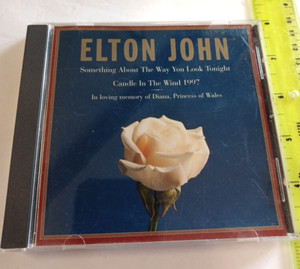 ELTON JOHN
Something About The Way You Look Tonight
Candle In The Wind 1997
In loving memory of Diana, Princess of Wales